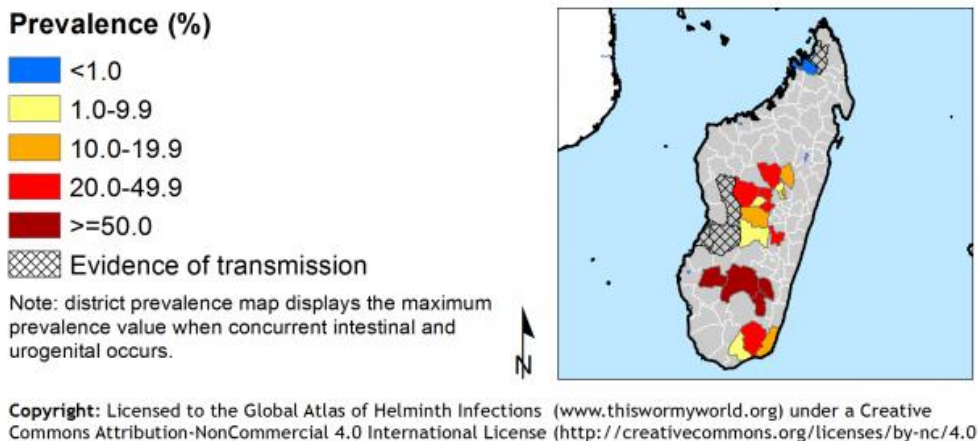 Prevalence (%)
<1.0
1.0-9.9
10.0-19.9
20.0-49.9
>=50.0
Evidence of transmission
Note: district prevalence map displays the maximum
prevalence value when concurrent intestinal and
urogenital occurs.
N
Copyright: Licensed to the Global Atlas of Helminth Infections (www.thiswormyworld.org) under a Creative
Commons Attribution-NonCommercial 4.0 International License (http://creativecommons.org/licenses/by-nc/4.0